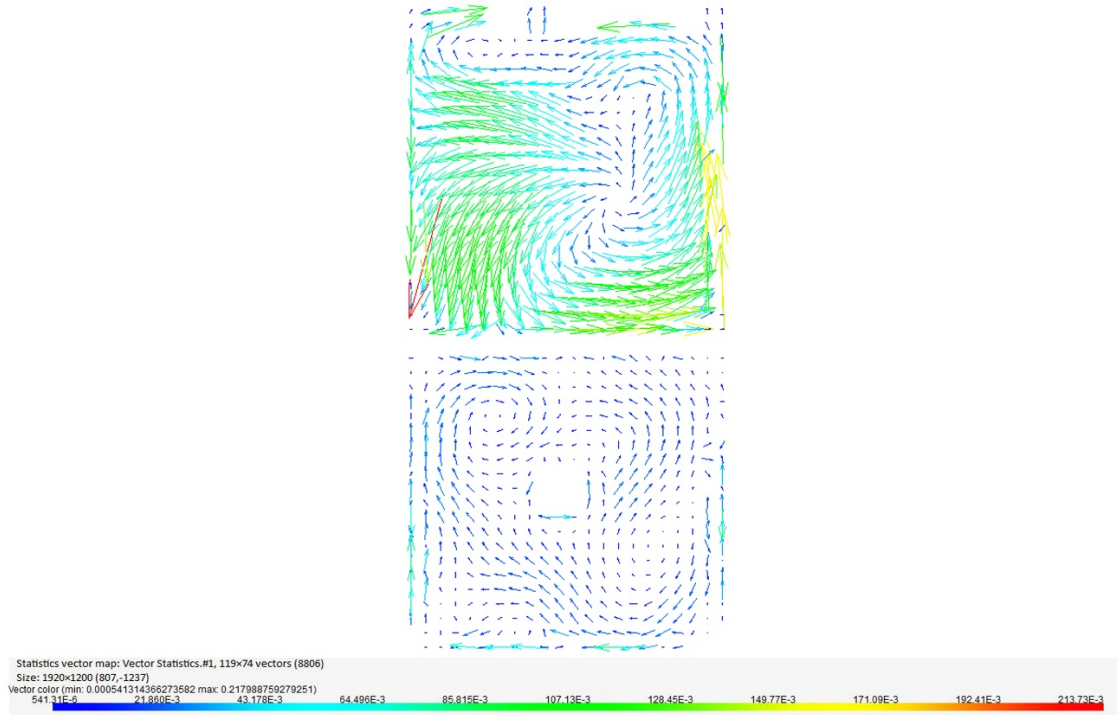 Statistics vector map: Vector Statistics.#1, 119×74 vectors (8806)
Size: 1920×1200 (807,-1237)
Vector color (min: 0.000541314366273582 max: 0.217988759279251)
541.31E-6 21.860E-3 43.178E-3 64.496E-3 85.815E-3 107.13E-3 128.45E-3 149.77E-3 171.09E-3 192.41E-3 213.73E-3